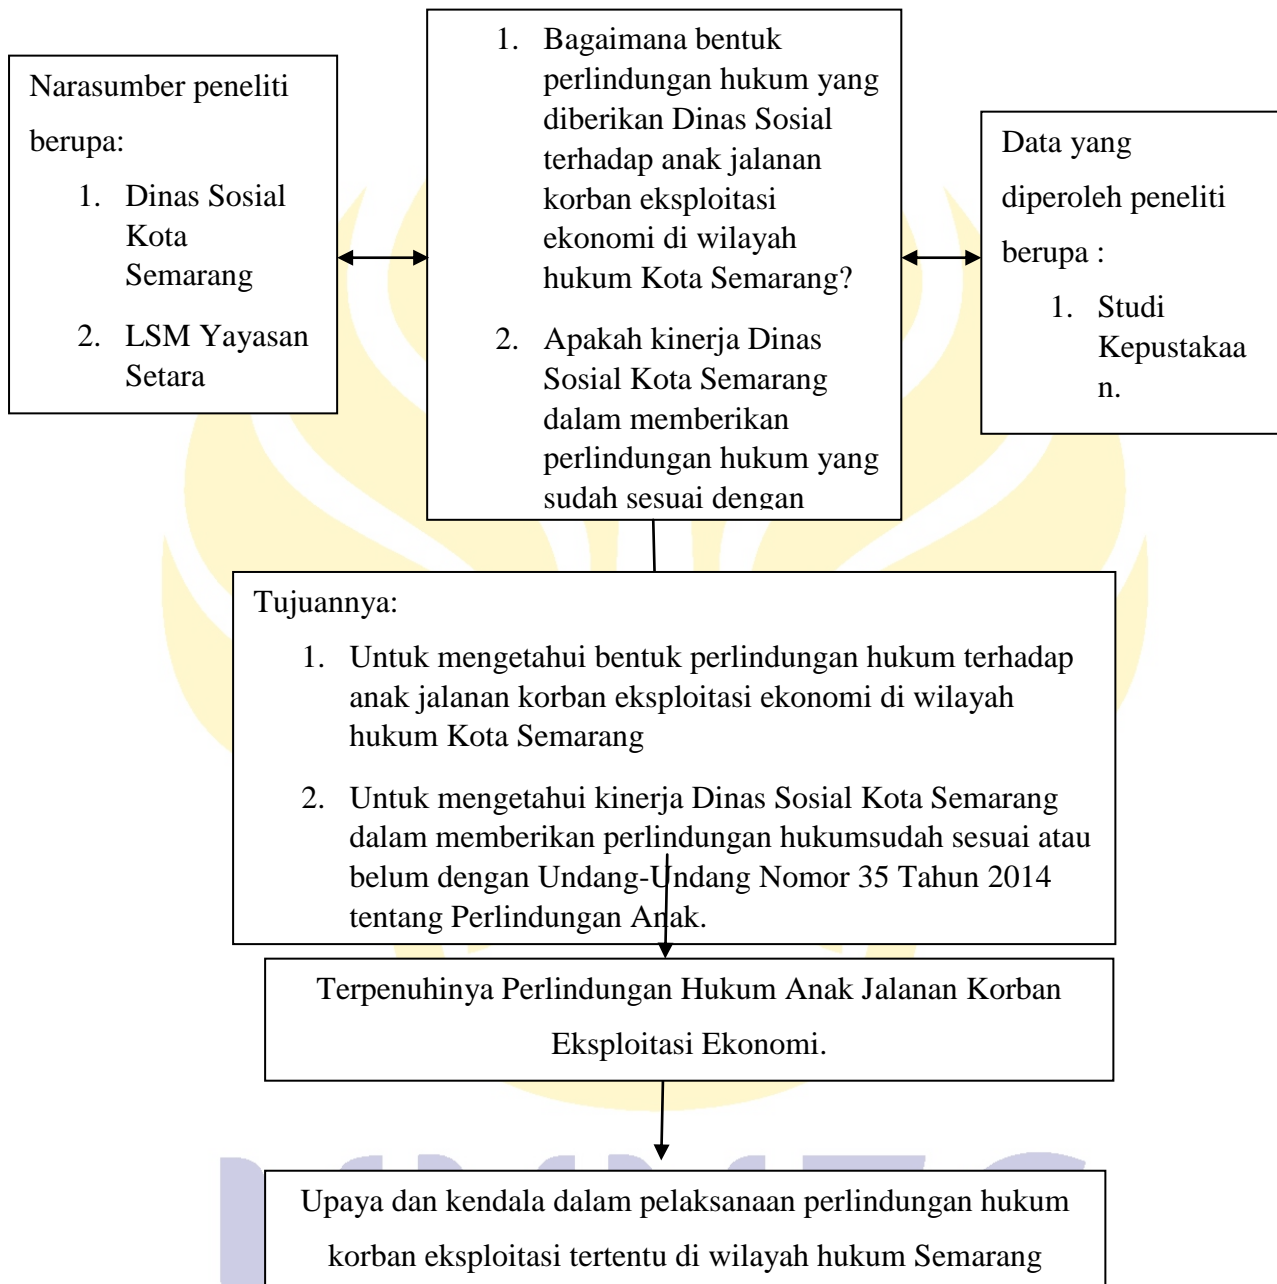 Narasumber peneliti
berupa:
1. Dinas Sosial
Kota
Semarang
2. LSM Yayasan
Setara
1. Bagaimana bentuk
perlindungan hukum yang
diberikan Dinas Sosial
terhadap anak jalanan
korban eksploitasi
ekonomi di wilayah
hukum Kota Semarang?
2. Apakah kinerja Dinas
Sosial Kota Semarang
dalam memberikan
perlindungan hukum yang
sudah sesuai dengan
Data yang
diperoleh peneliti
berupa :
1. Studi
Kepustakaa
n.
Tujuannya:
1. Untuk mengetahui bentuk perlindungan hukum terhadap
anak jalanan korban eksploitasi ekonomi di wilayah
hukum Kota Semarang
2. Untuk mengetahui kinerja Dinas Sosial Kota Semarang
dalam memberikan perlindungan hukumsudah sesuai atau
belum dengan Undang-Undang Nomor 35 Tahun 2014
tentang Perlindungan Anak.
Terpenuhinya Perlindungan Hukum Anak Jalanan Korban
Eksploitasi Ekonomi.
Upaya dan kendala dalam pelaksanaan perlindungan hukum
korban eksploitasi tertentu di wilayah hukum Semarang